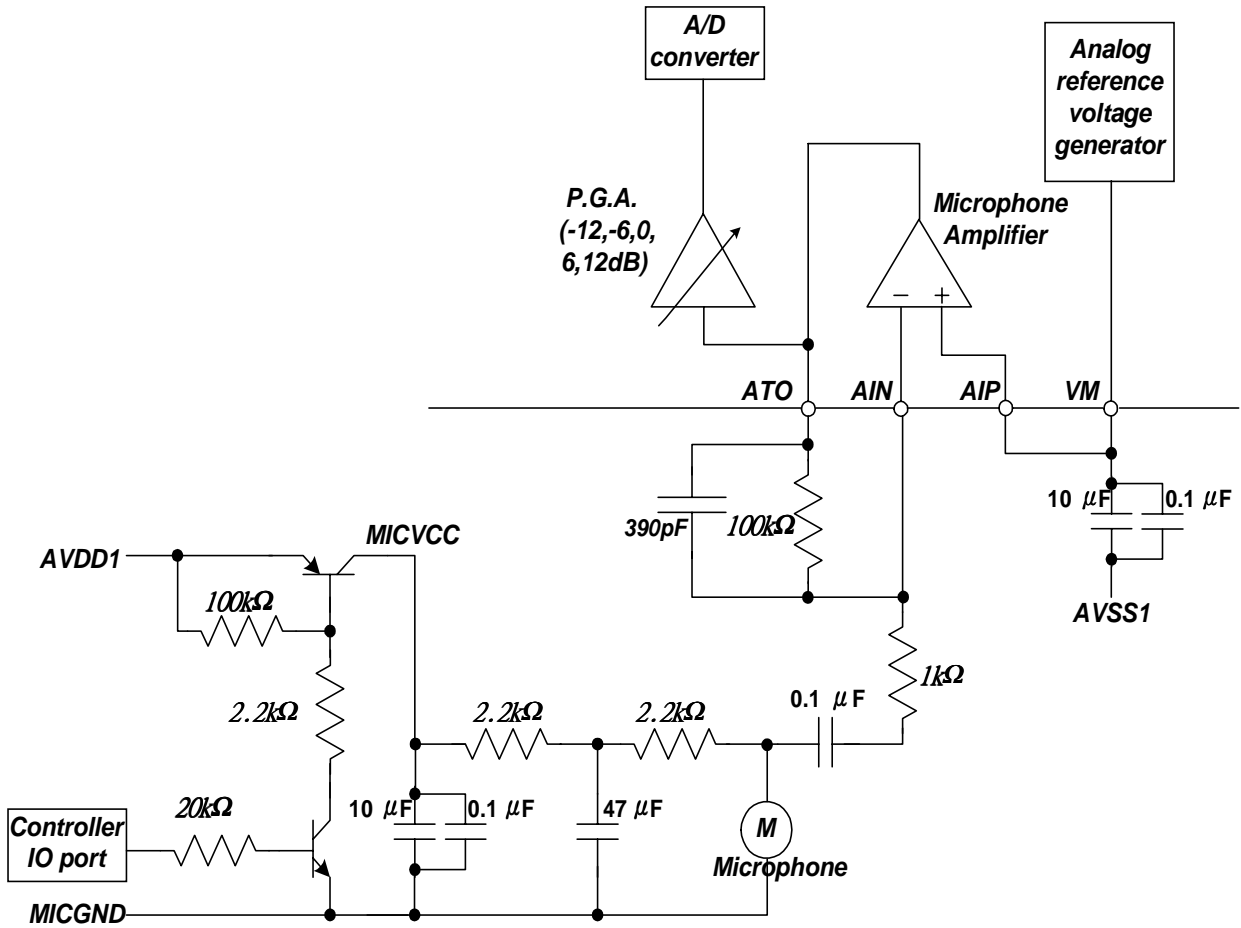 A/D
converter
Analog
reference
voltage
generator
P.G.A.
(-12,-6,0,
6,12dB)
Microphone
Amplifier
− +
ATO
AIN
AIP
VM
390pF
100kΩ
10 μF
0.1 μF
AVSS1
AVDD1
MICVCC
100kΩ
2.2kΩ
1kΩ
0.1 μF
2.2kΩ
2.2kΩ
20kΩ
10 μF
0.1 μF
47 μF
M
Microphone
Controller
IO port
MICGND